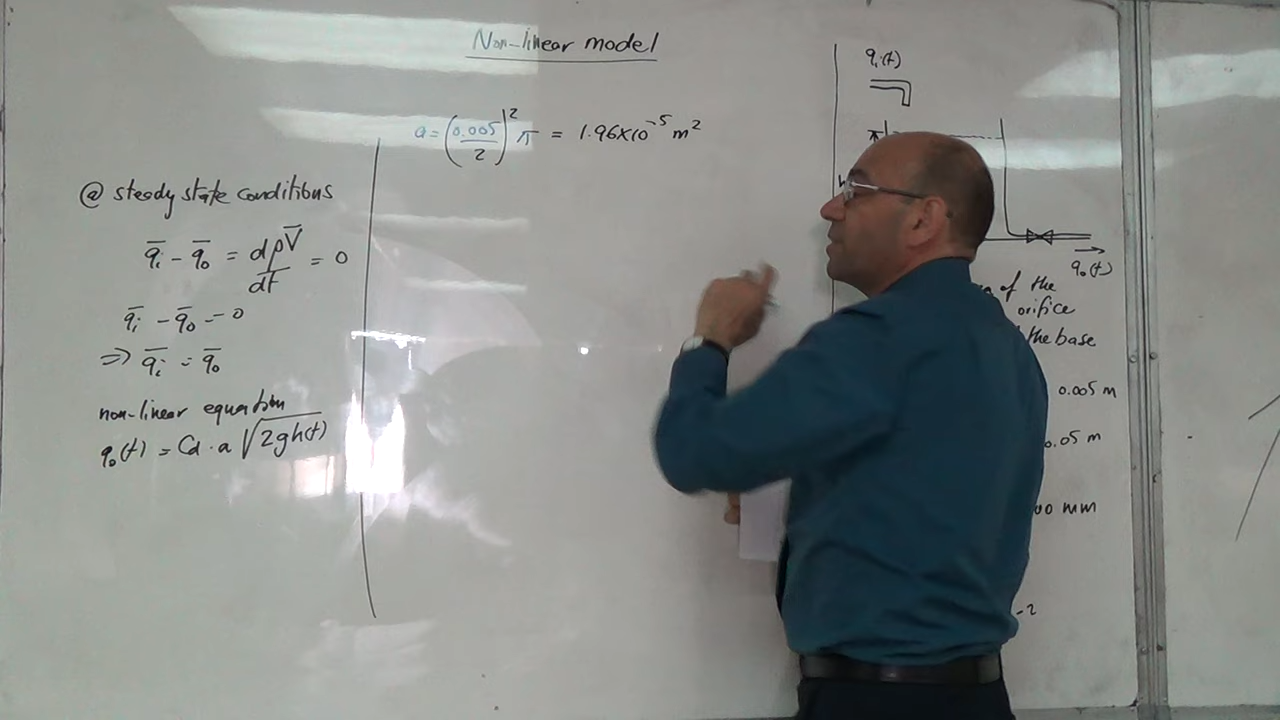 Non-linear model
a = (0.005/2)² π = 1.96x10⁻⁵ m²
@ steady state conditions
q̄i - q̄o = dρV̄/dt = 0
q̄i - q̄o = 0
=> q̄i = q̄o
non-linear equation
qo(t) = Cd . a √2gh(t)
qi(t)
qo(t)
of the
orifice
the base
0.005 m
0.05 m
00 mm
-2